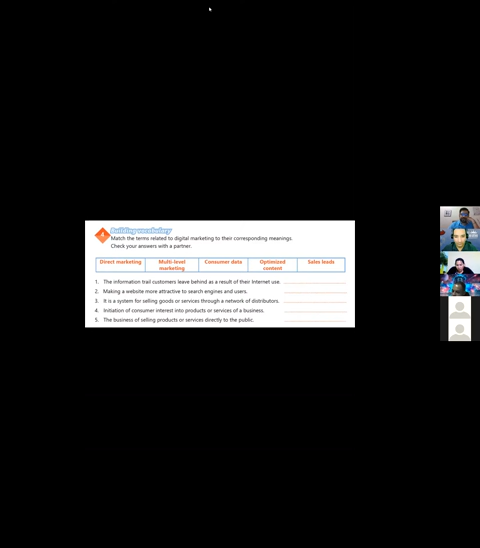 4
Building vocabulary
Match the terms related to digital marketing to their corresponding meanings.
Check your answers with a partner.
Direct marketing
Multi-level marketing
Consumer data
Optimized content
Sales leads
1. The information trail customers leave behind as a result of their Internet use.
2. Making a website more attractive to search engines and users.
3. It is a system for selling goods or services through a network of distributors.
4. Initiation of consumer interest into products or services of a business.
5. The business of selling products or services directly to the public.